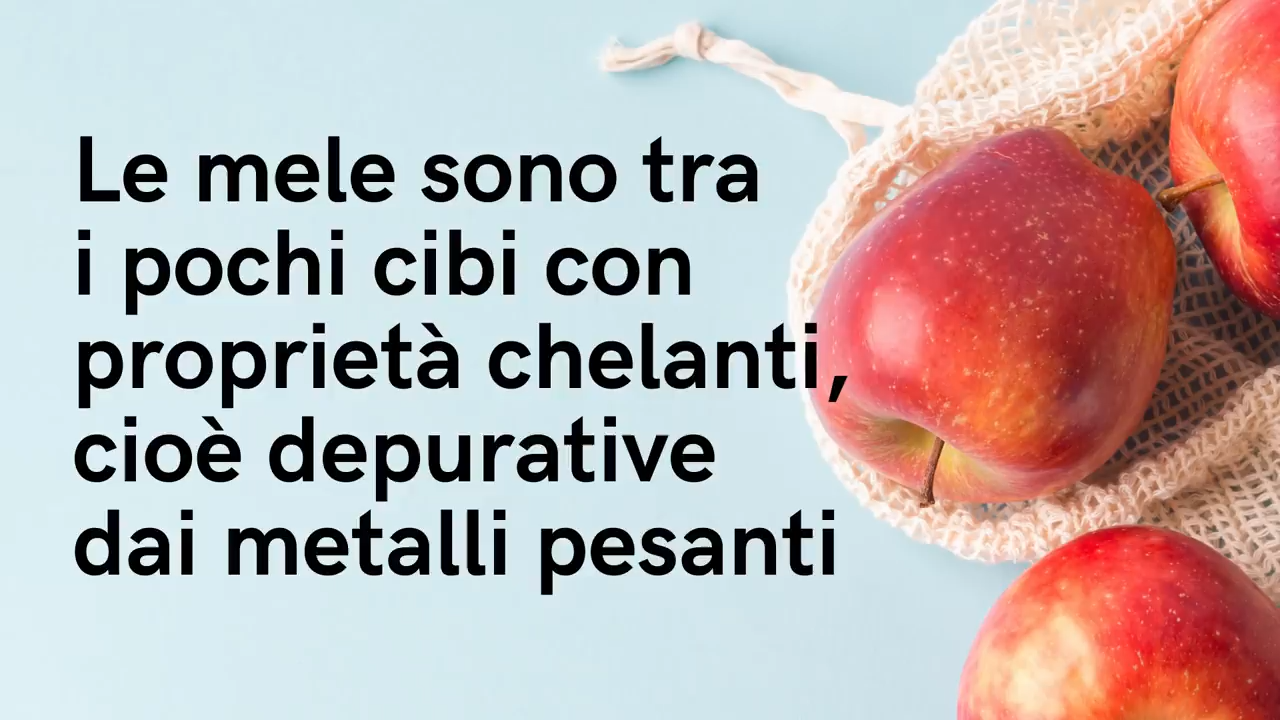 Le mele sono tra
i pochi cibi con
proprietà chelanti,
cioè depurative
dai metalli pesanti